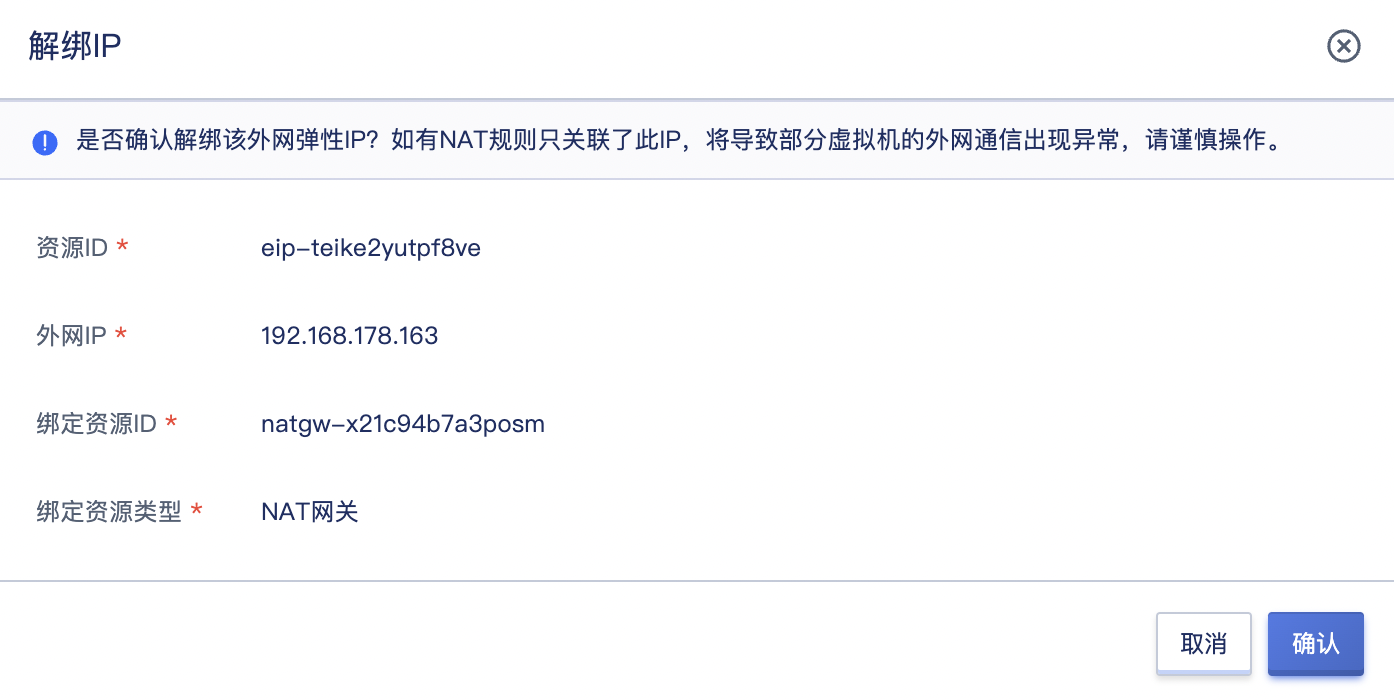 解绑IP
是否确认解绑该外网弹性IP？如有NAT规则只关联了此IP，将导致部分虚拟机的外网通信出现异常，请谨慎操作。
资源ID * eip-teike2yutpf8ve
外网IP * 192.168.178.163
绑定资源ID * natgw-x21c94b7a3posm
绑定资源类型 * NAT网关
取消 确认